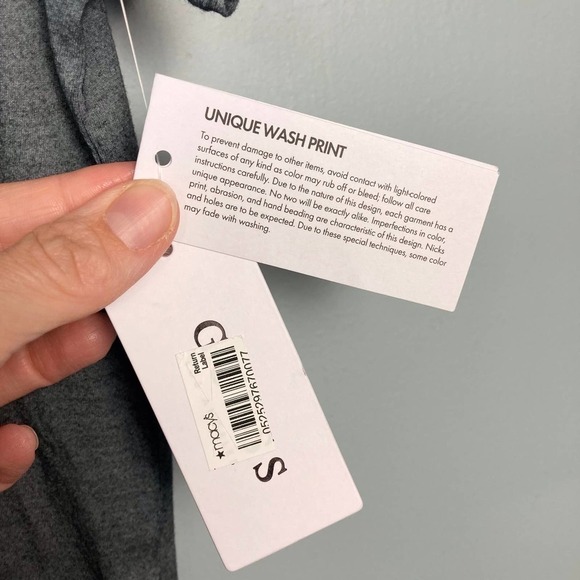 UNIQUE WASH PRINT
To prevent damage to other items, avoid contact with light-colored
surfaces of any kind as color may rub off or bleed; follow all care
instructions carefully. Due to the nature of this design, each garment has a
unique appearance. No two will be exactly alike. Imperfections in color,
print, abrasion, and hand beading are characteristic of this design. Nicks
and holes are to be expected. Due to these special techniques, some color
may fade with washing.
G
S
★macys
Return
Label
0525297670077